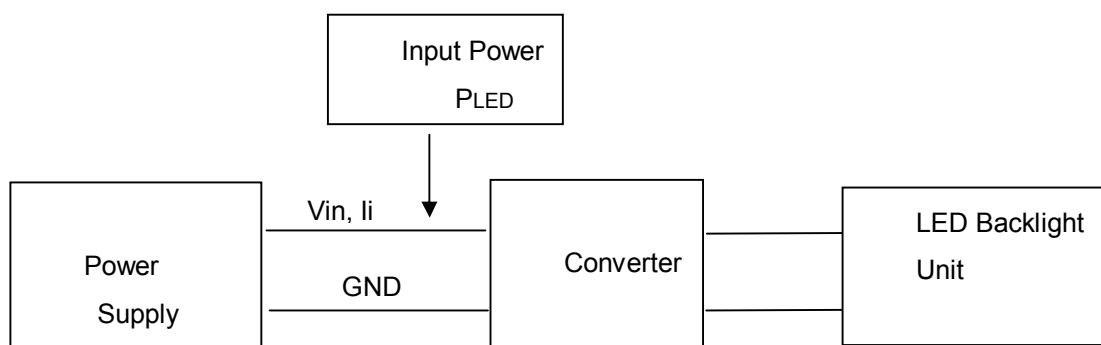 Input Power
PLED
Vin, Ii
GND
Power
Supply
Converter
LED Backlight
Unit